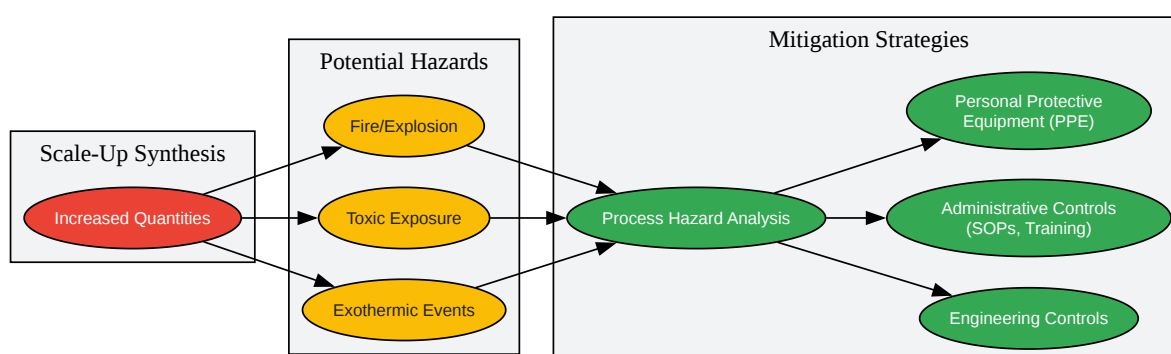 Scale-Up Synthesis
Increased Quantities
Potential Hazards
Fire/Explosion
Toxic Exposure
Exothermic Events
Mitigation Strategies
Process Hazard Analysis
Personal Protective
Equipment (PPE)
Administrative Controls
(SOPs, Training)
Engineering Controls